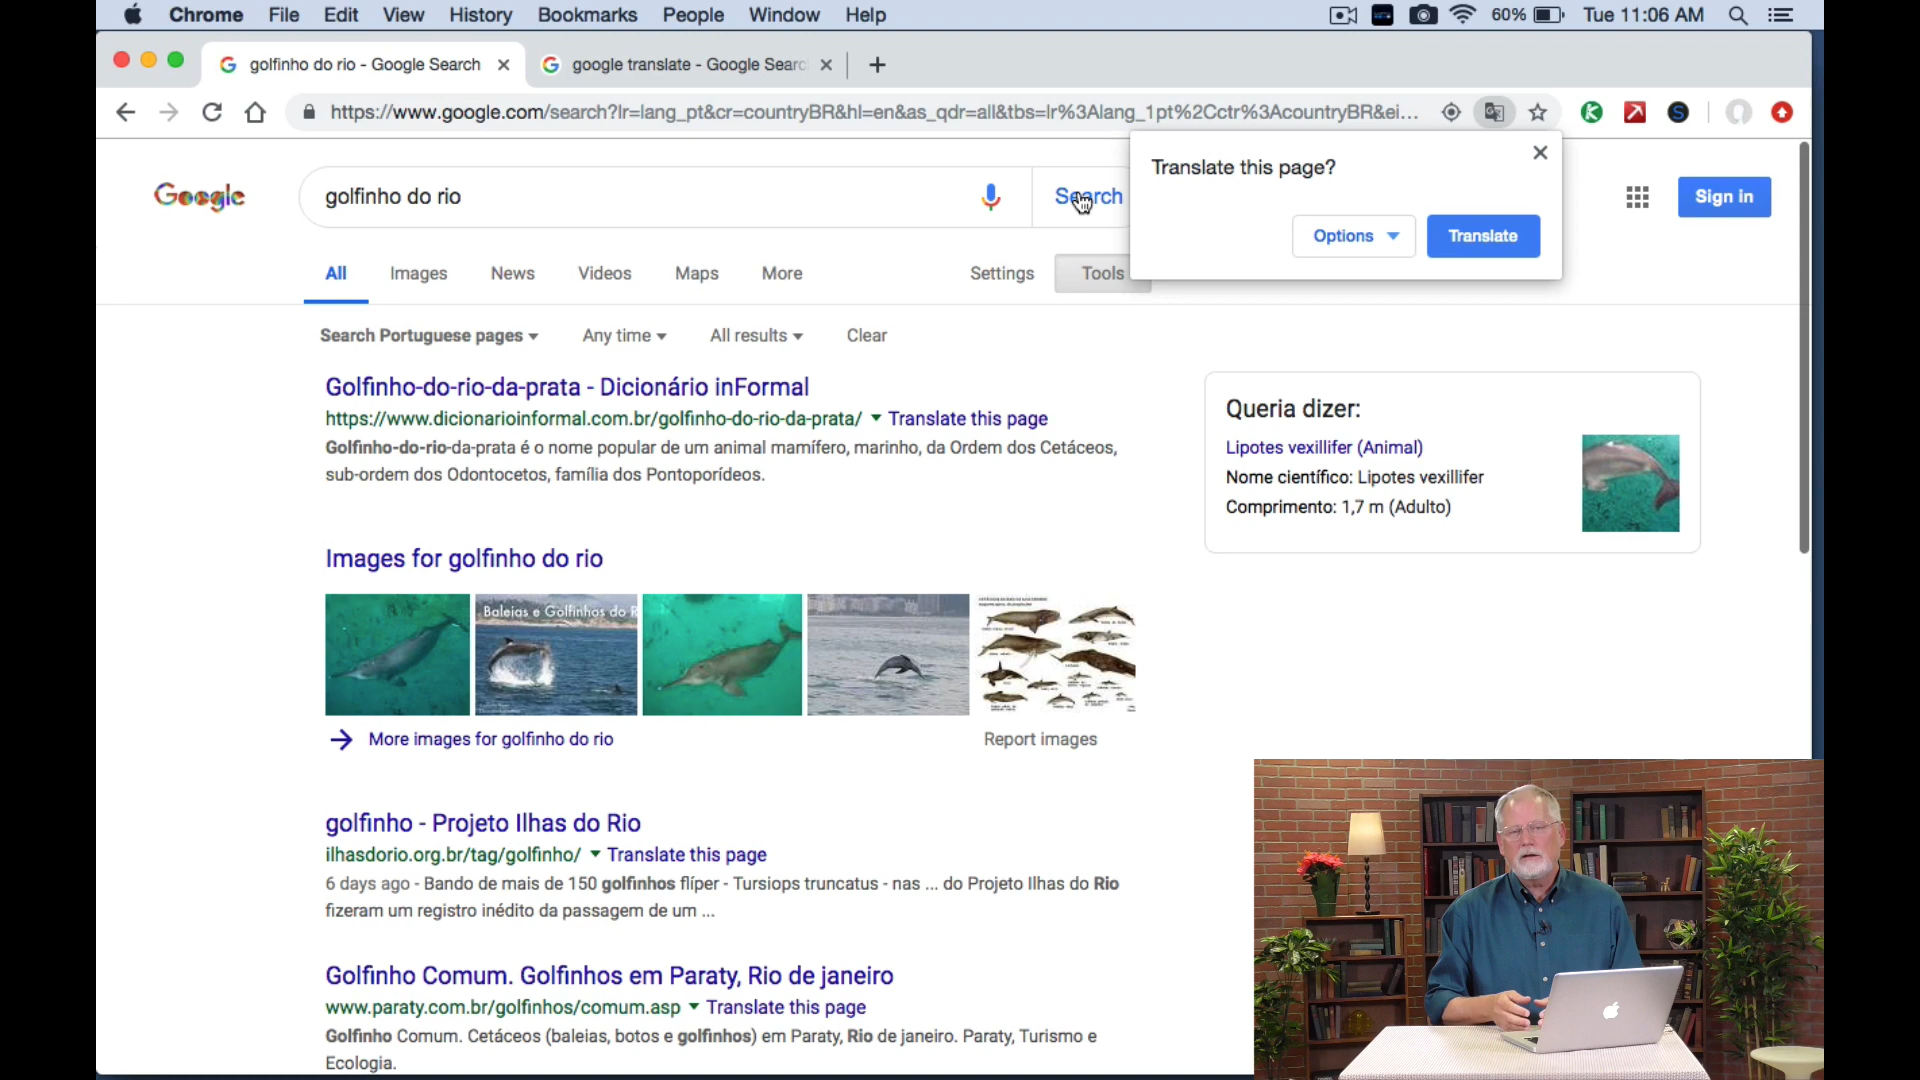 Chrome File Edit View History Bookmarks People Window Help 60% Tue 11:06 AM
golfinho do rio - Google Search google translate - Google Searc
https://www.google.com/search?lr=lang_pt&cr=countryBR&hl=en&as_qdr=all&tbs=lr%3Alang_1pt%2Cctr%3AcountryBR&ei...
Translate this page?
Options Translate
Google golfinho do rio Search Sign in
All Images News Videos Maps More Settings Tools
Search Portuguese pages Any time All results Clear
Golfinho-do-rio-da-prata - Dicionário inFormal
https://www.dicionarioinformal.com.br/golfinho-do-rio-da-prata/ Translate this page
Golfinho-do-rio-da-prata é o nome popular de um animal mamífero, marinho, da Ordem dos Cetáceos,
sub-ordem dos Odontocetos, família dos Pontoporídeos.
Queria dizer:
Lipotes vexillifer (Animal)
Nome científico: Lipotes vexillifer
Comprimento: 1,7 m (Adulto)
Images for golfinho do rio
Baleias e Golfinhos do R
More images for golfinho do rio Report images
golfinho - Projeto Ilhas do Rio
ilhasdorio.org.br/tag/golfinho/ Translate this page
6 days ago - Bando de mais de 150 golfinhos flíper - Tursiops truncatus - nas ... do Projeto Ilhas do Rio
fizeram um registro inédito da passagem de um ...
Golfinho Comum. Golfinhos em Paraty, Rio de janeiro
www.paraty.com.br/golfinhos/comum.asp Translate this page
Golfinho Comum. Cetáceos (baleias, botos e golfinhos) em Paraty, Rio de janeiro. Paraty, Turismo e
Ecologia.